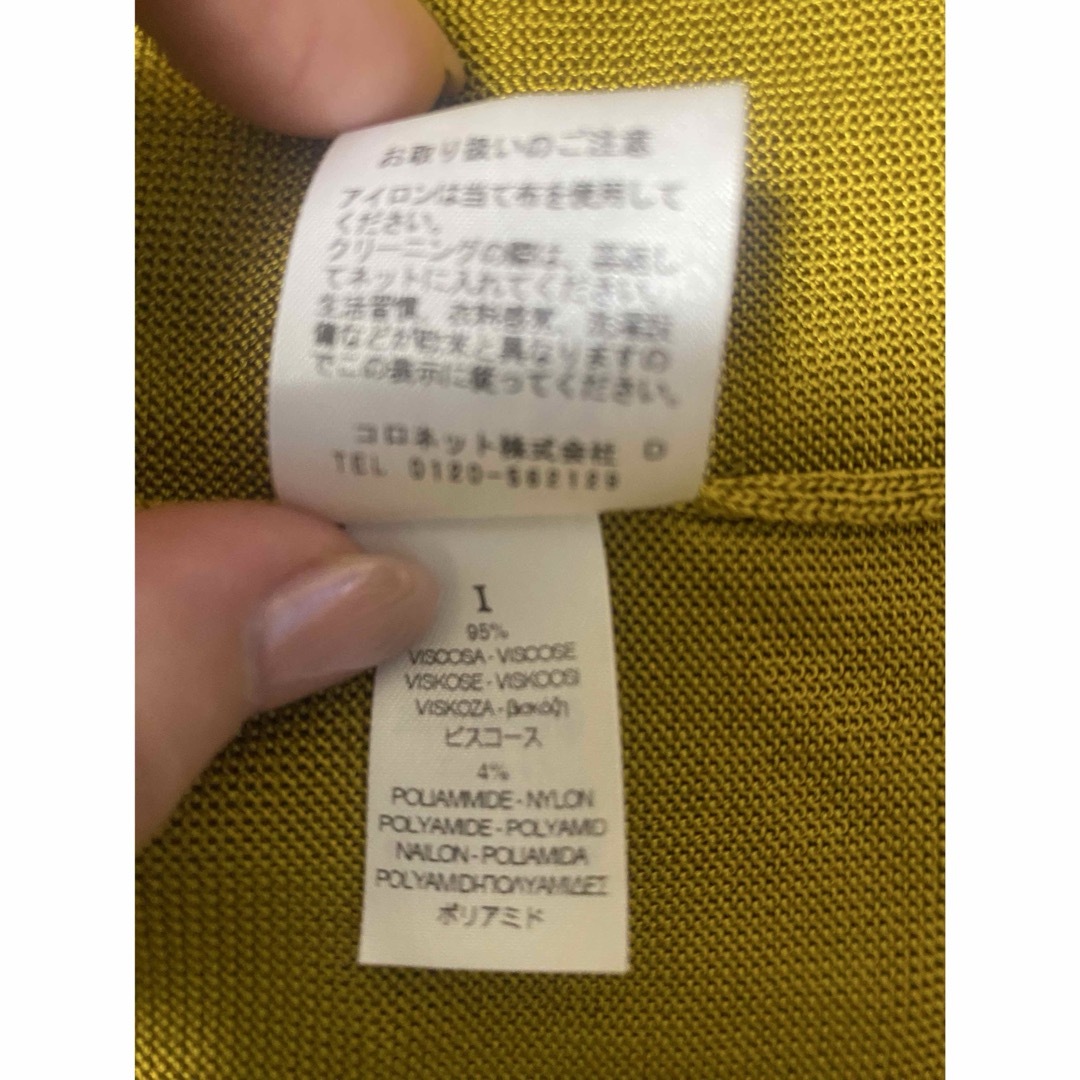 お取り扱いのご注意
アイロンは当て布を使用して
ください。
クリーニングの際は、裏返し
てネットに入れてください。
生活習慣、衣料感覚、洗濯設
備などが欧米と異なりますの
でこの表示に従ってください。
コロネット株式会社 D
TEL 0120-562129
I
95%
VISCOSA - VISCOSE
VISKOSE - VISKOOSI
VISKOZA - βισκόζη
ビスコース
4%
POLIAMMIDE - NYLON
POLYAMIDE - POLYAMID
NAILON - POLIAMIDA
POLYAMIDI-ΠΟΛΥΑΜΙΔΕΣ
ポリアミド